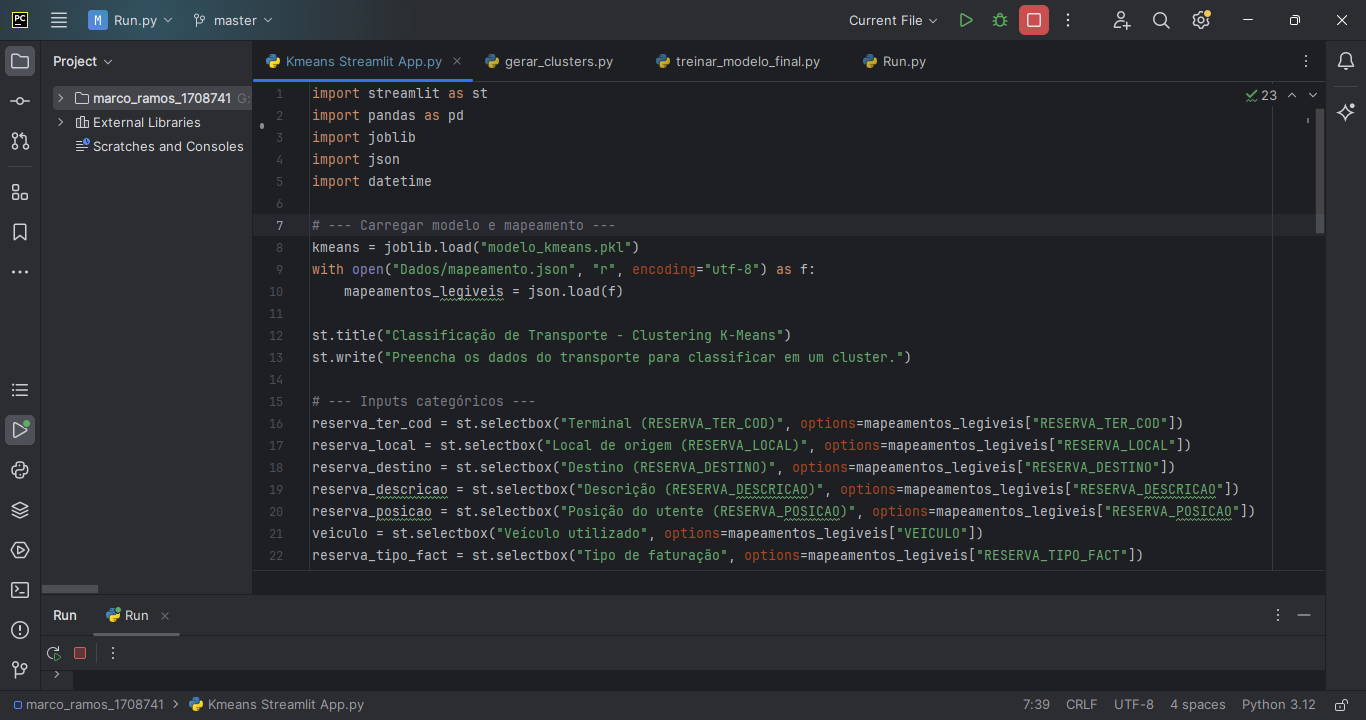 PC
M Run.py master Current File
Project
Kmeans Streamlit App.py gerar_clusters.py treinar_modelo_final.py Run.py
marco_ramos_1708741 G:
External Libraries
Scratches and Consoles
23
1 import streamlit as st
2 import pandas as pd
3 import joblib
4 import json
5 import datetime
6
7 # --- Carregar modelo e mapeamento ---
8 kmeans = joblib.load("modelo_kmeans.pkl")
9 with open("Dados/mapeamento.json", "r", encoding="utf-8") as f:
10 mapeamentos_legiveis = json.load(f)
11
12 st.title("Classificação de Transporte - Clustering K-Means")
13 st.write("Preencha os dados do transporte para classificar em um cluster.")
14
15 # --- Inputs categóricos ---
16 reserva_ter_cod = st.selectbox("Terminal (RESERVA_TER_COD)", options=mapeamentos_legiveis["RESERVA_TER_COD"])
17 reserva_local = st.selectbox("Local de origem (RESERVA_LOCAL)", options=mapeamentos_legiveis["RESERVA_LOCAL"])
18 reserva_destino = st.selectbox("Destino (RESERVA_DESTINO)", options=mapeamentos_legiveis["RESERVA_DESTINO"])
19 reserva_descricao = st.selectbox("Descrição (RESERVA_DESCRICAO)", options=mapeamentos_legiveis["RESERVA_DESCRICAO"])
20 reserva_posicao = st.selectbox("Posição do utente (RESERVA_POSICAO)", options=mapeamentos_legiveis["RESERVA_POSICAO"])
21 veiculo = st.selectbox("Veículo utilizado", options=mapeamentos_legiveis["VEICULO"])
22 reserva_tipo_fact = st.selectbox("Tipo de faturação", options=mapeamentos_legiveis["RESERVA_TIPO_FACT"])
Run Run
marco_ramos_1708741 Kmeans Streamlit App.py 7:39 CRLF UTF-8 4 spaces Python 3.12